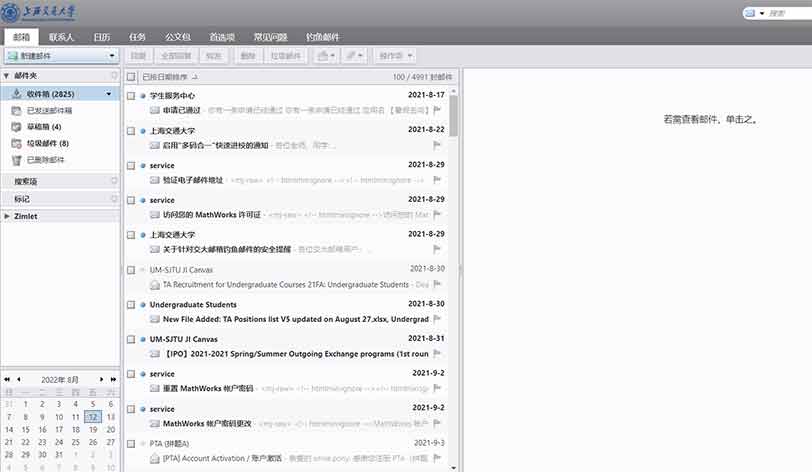 上海交通大学
搜索
邮箱 联系人 日历 任务 公文包 首选项 常见问题 钓鱼邮件
新建邮件 回复 全部回复 转发 删除 垃圾邮件 操作项
邮件夹
收件箱 (2825)
已发送邮件箱
草稿箱 (4)
垃圾邮件 (8)
已删除邮件
搜索项
标记
Zimlet
已按日期排序 100 / 4991 封邮件
学生服务中心 2021-8-17
申请已通过 - 你有一条申请已经通过 应用名 【暑假去向】
上海交通大学 2021-8-22
启用"多码合一"快速进校的通知 - 各位老师、同学: ...
service 2021-8-29
验证电子邮件地址 - <mj-raw> <!-- htmlmin:ignore --><!-- htmlmin:ignore -->
service 2021-8-29
访问您的 MathWorks 许可证 - <mj-raw> <!-- htmlmin:ignore -->访问您的 Mat
上海交通大学 2021-8-29
关于针对交大邮箱钓鱼邮件的安全提醒 - 各位交大邮箱用户: ...
UM-SJTU JI Canvas 2021-8-30
TA Recruitment for Undergraduate Courses 21FA: Undergraduate Students - Dea
Undergraduate Students 2021-8-30
New File Added: TA Positions list V5 updated on August 27.xlsx, Undergrad
UM-SJTU JI Canvas 2021-8-31
【IPO】2021-2021 Spring/Summer Outgoing Exchange programs (1st roun
service 2021-9-2
重置 MathWorks 帐户密码 - <mj-raw> <!-- htmlmin:ignore --><!-- htmlmin:ign
service 2021-9-2
MathWorks 帐户密码更改 - <mj-raw> <!-- htmlmin:ignore -->MathWorks 帐户
PTA (拼题A) 2021-9-3
[PTA] Account Activation / 账户激活 - 亲爱的 white pony: 感谢您注册 PTA（拼题
若需查看邮件，单击之。
2022年 8月
日 一 二 三 四 五 六
31 1 2 3 4 5 6
7 8 9 10 11 12 13
14 15 16 17 18 19 20
21 22 23 24 25 26 27
28 29 30 31 1 2 3
4 5 6 7 8 9 10